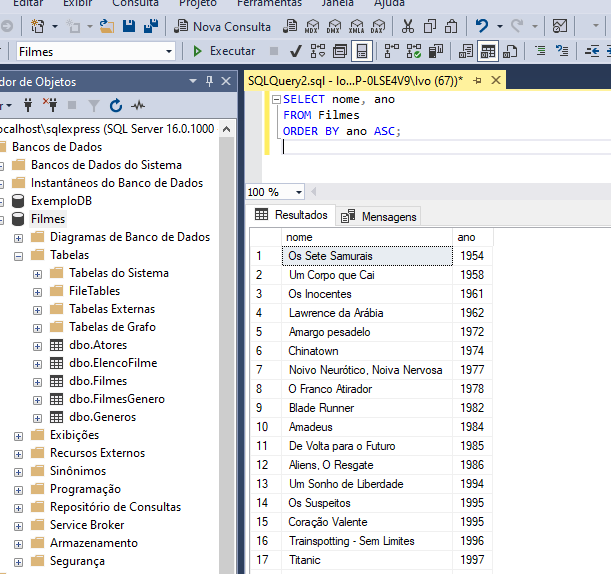 Editar Exibir Consulta Projeto Ferramentas Janela Ajuda
Nova Consulta MDX DMX XMLA DAX
Filmes Executar
dor de Objetos
SQLQuery2.sql - lo...P-0LSE4V9\Ivo (67))*
SELECT nome, ano
FROM Filmes
ORDER BY ano ASC;
ocalhost\sqlexpress (SQL Server 16.0.1000
Bancos de Dados
Bancos de Dados do Sistema
Instantâneos do Banco de Dados
ExemploDB
Filmes
Diagramas de Banco de Dados
Tabelas
Tabelas do Sistema
FileTables
Tabelas Externas
Tabelas de Grafo
dbo.Atores
dbo.ElencoFilme
dbo.Filmes
dbo.FilmesGenero
dbo.Generos
Exibições
Recursos Externos
Sinônimos
Programação
Repositório de Consultas
Service Broker
Armazenamento
Segurança
100 %
Resultados Mensagens
nome ano
1 Os Sete Samurais 1954
2 Um Corpo que Cai 1958
3 Os Inocentes 1961
4 Lawrence da Arábia 1962
5 Amargo pesadelo 1972
6 Chinatown 1974
7 Noivo Neurótico, Noiva Nervosa 1977
8 O Franco Atirador 1978
9 Blade Runner 1982
10 Amadeus 1984
11 De Volta para o Futuro 1985
12 Aliens, O Resgate 1986
13 Um Sonho de Liberdade 1994
14 Os Suspeitos 1995
15 Coração Valente 1995
16 Trainspotting - Sem Limites 1996
17 Titanic 1997